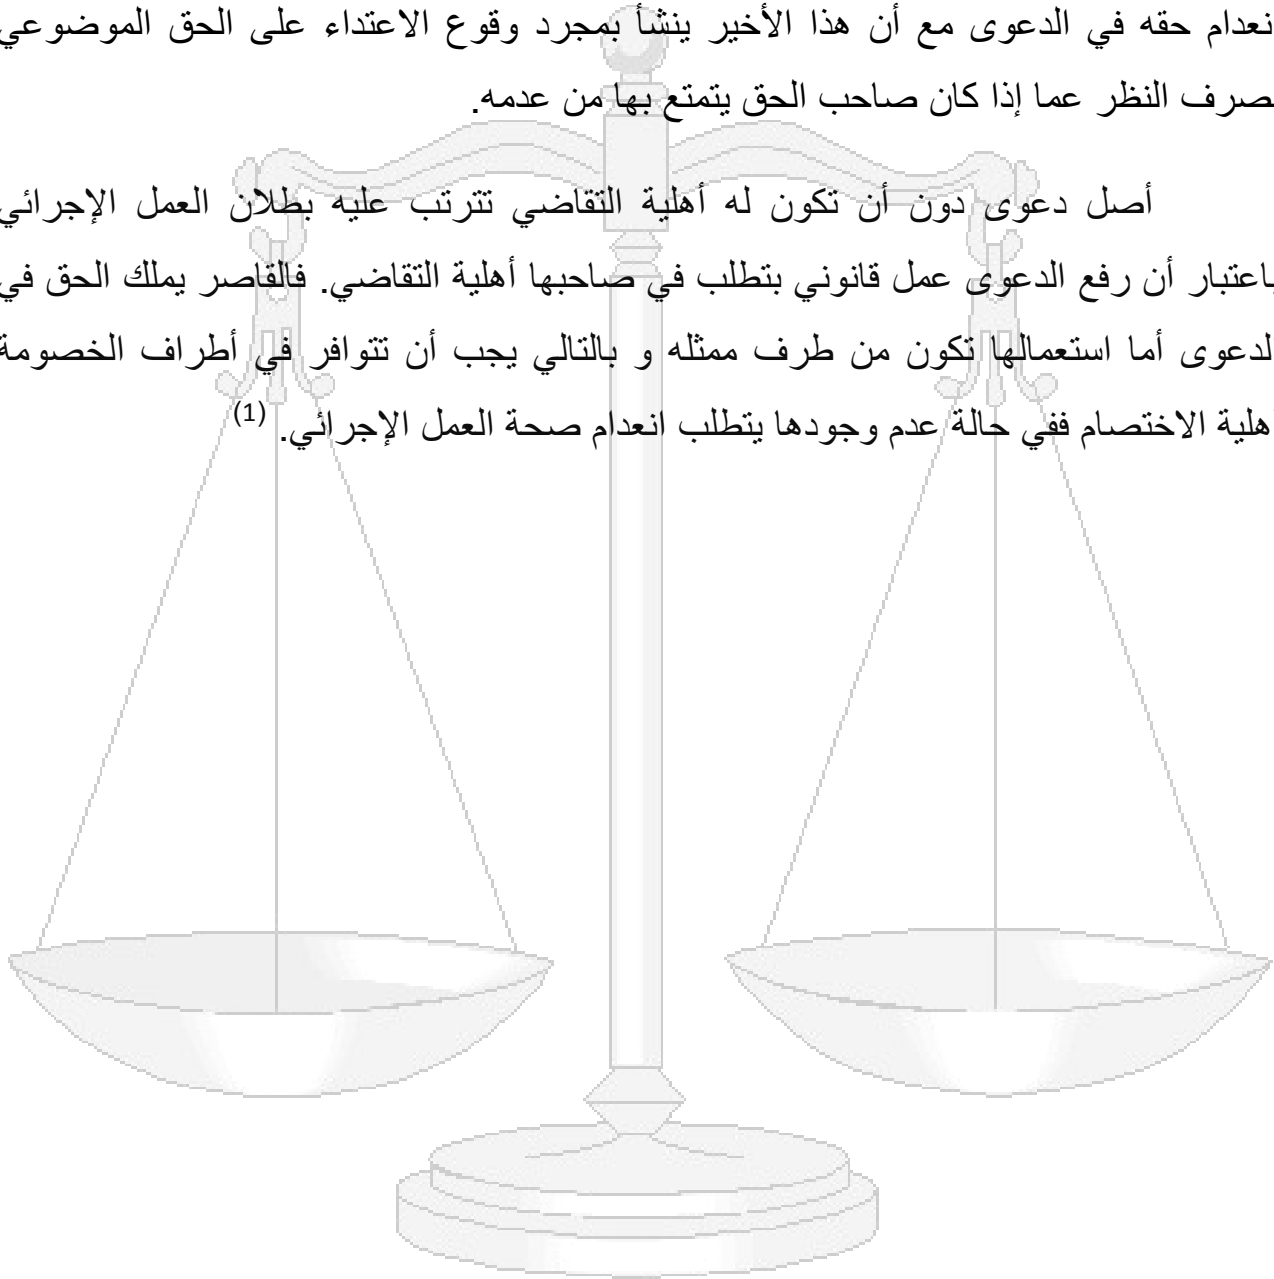 نعدام حقه في الدعوى مع أن هذا الأخير ينشأ بمجرد وقوع الاعتداء على الحق الموضوعي
صرف النظر عما إذا كان صاحب الحق يتمتع بها من عدمه.
أصل دعوى دون أن تكون له أهلية التقاضي تترتب عليه بطلان العمل الإجرائي
اعتبار أن رفع الدعوى عمل قانوني بتطلب في صاحبها أهلية التقاضي. فالقاصر يملك الحق في
لدعوى أما استعمالها تكون من طرف ممثله و بالتالي يجب أن تتوافر في أطراف الخصومة
هلية الاختصام ففي حالة عدم وجودها يتطلب انعدام صحة العمل الإجرائي. (1)